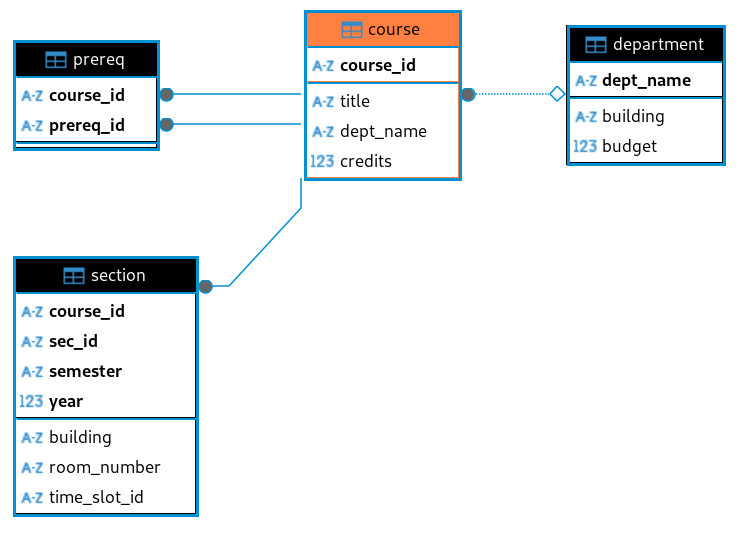 prereq
A-Z course_id
A-Z prereq_id
course
A-Z course_id
A-Z title
A-Z dept_name
123 credits
department
A-Z dept_name
A-Z building
123 budget
section
A-Z course_id
A-Z sec_id
A-Z semester
123 year
A-Z building
A-Z room_number
A-Z time_slot_id